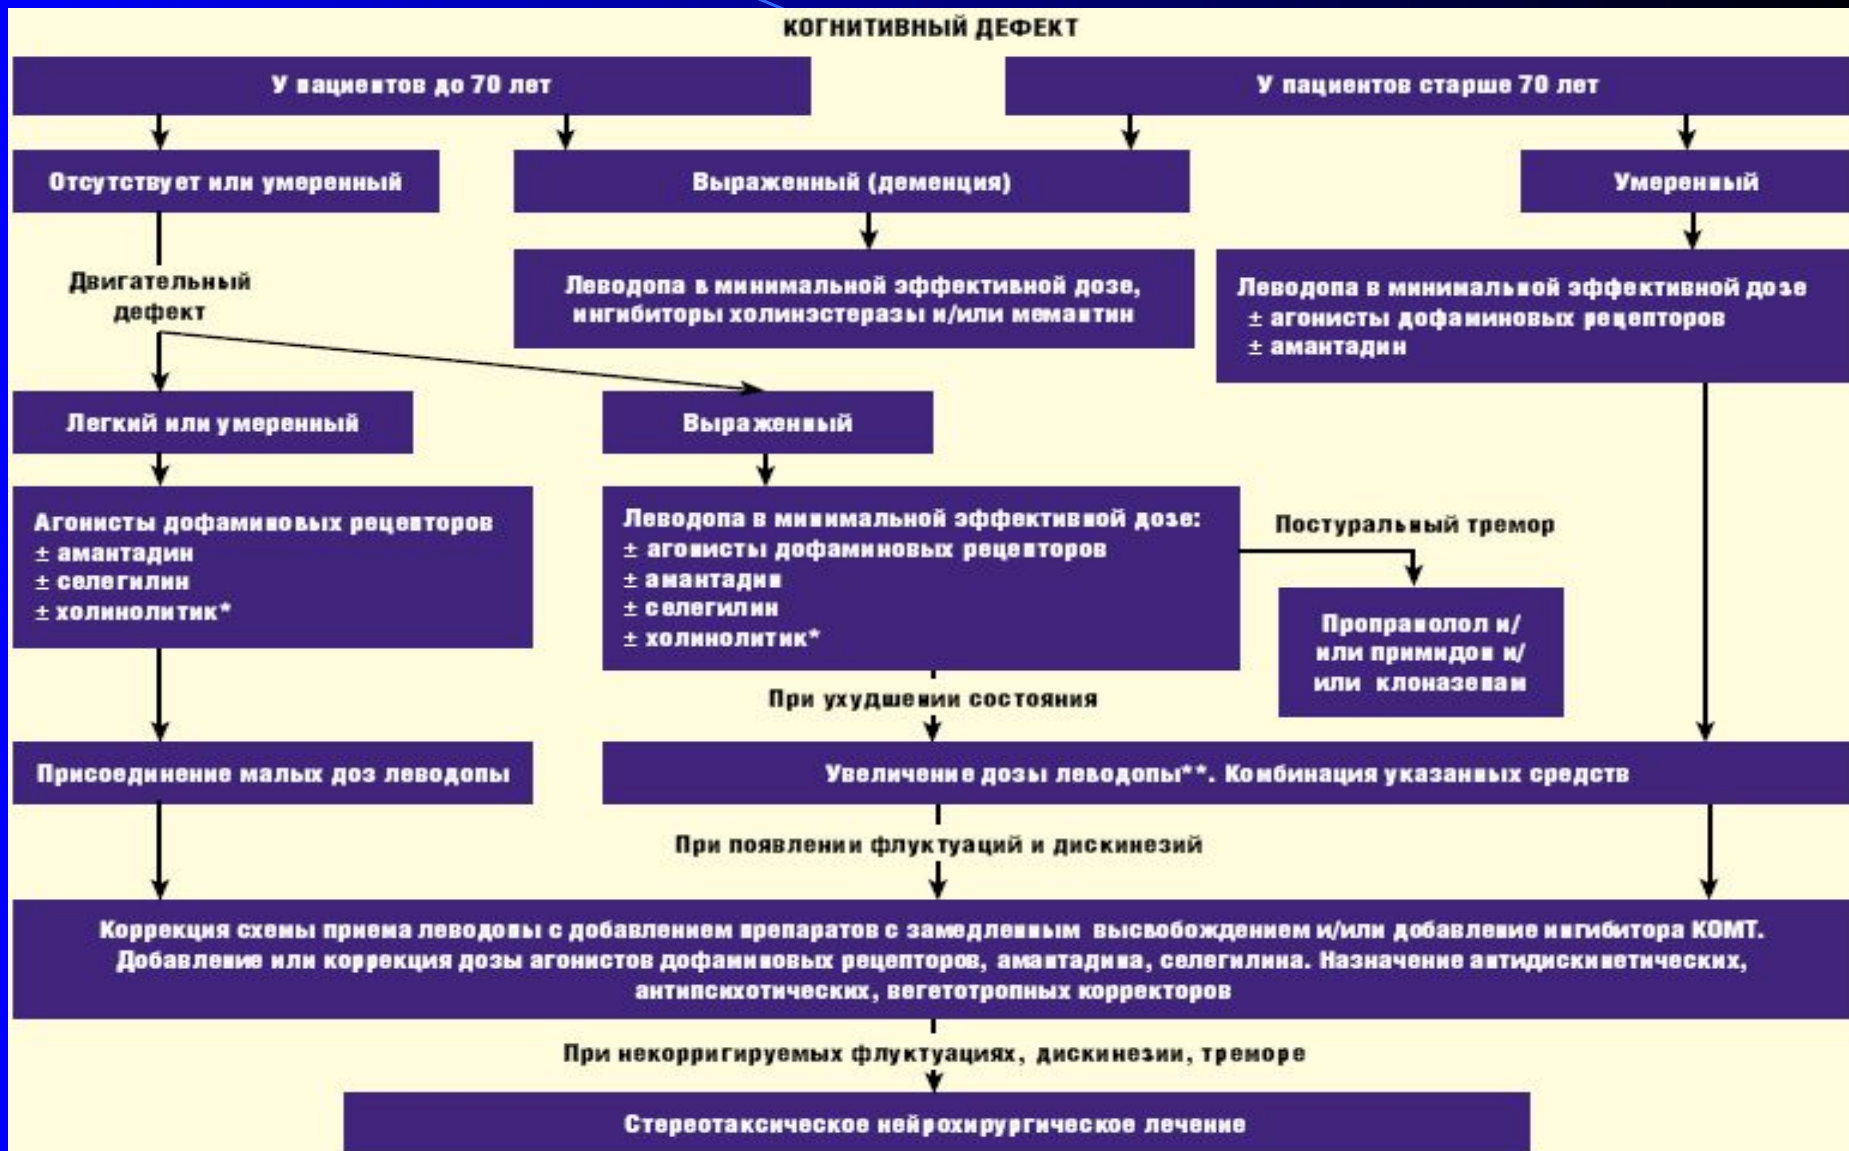 КОГНИТИВНЫЙ ДЕФЕКТ
У пациентов до 70 лет
У пациентов старше 70 лет
Отсутствует или умеренный
Выраженный (деменция)
Умеренный
Двигательный
дефект
Леводопа в минимальной эффективной дозе,
ингибиторы холинэстеразы и/или мемантин
Леводопа в минимальной эффективной дозе
± агонисты дофаминовых рецепторов
± амантадин
Легкий или умеренный
Выраженный
Агонисты дофаминовых рецепторов
± амантадин
± селегилин
± холинолитик*
Леводопа в минимальной эффективной дозе:
± агонисты дофаминовых рецепторов
± амантадин
± селегилин
± холинолитик*
Постуральный тремор
Пропранолол и/
или примидон и/
или клоназепам
При ухудшении состояния
Присоединение малых доз леводопы
Увеличение дозы леводопы**. Комбинация указанных средств
При появлении флуктуаций и дискинезий
Коррекция схемы приема леводопы с добавлением препаратов с замедленным высвобождением и/или добавление ингибитора КОМТ.
Добавление или коррекция дозы агонистов дофаминовых рецепторов, амантадина, селегилина. Назначение антидискинетических,
антипсихотических, вегетотропных корректоров
При некорригируемых флуктуациях, дискинезии, треморе
Стереотаксическое нейрохирургическое лечение